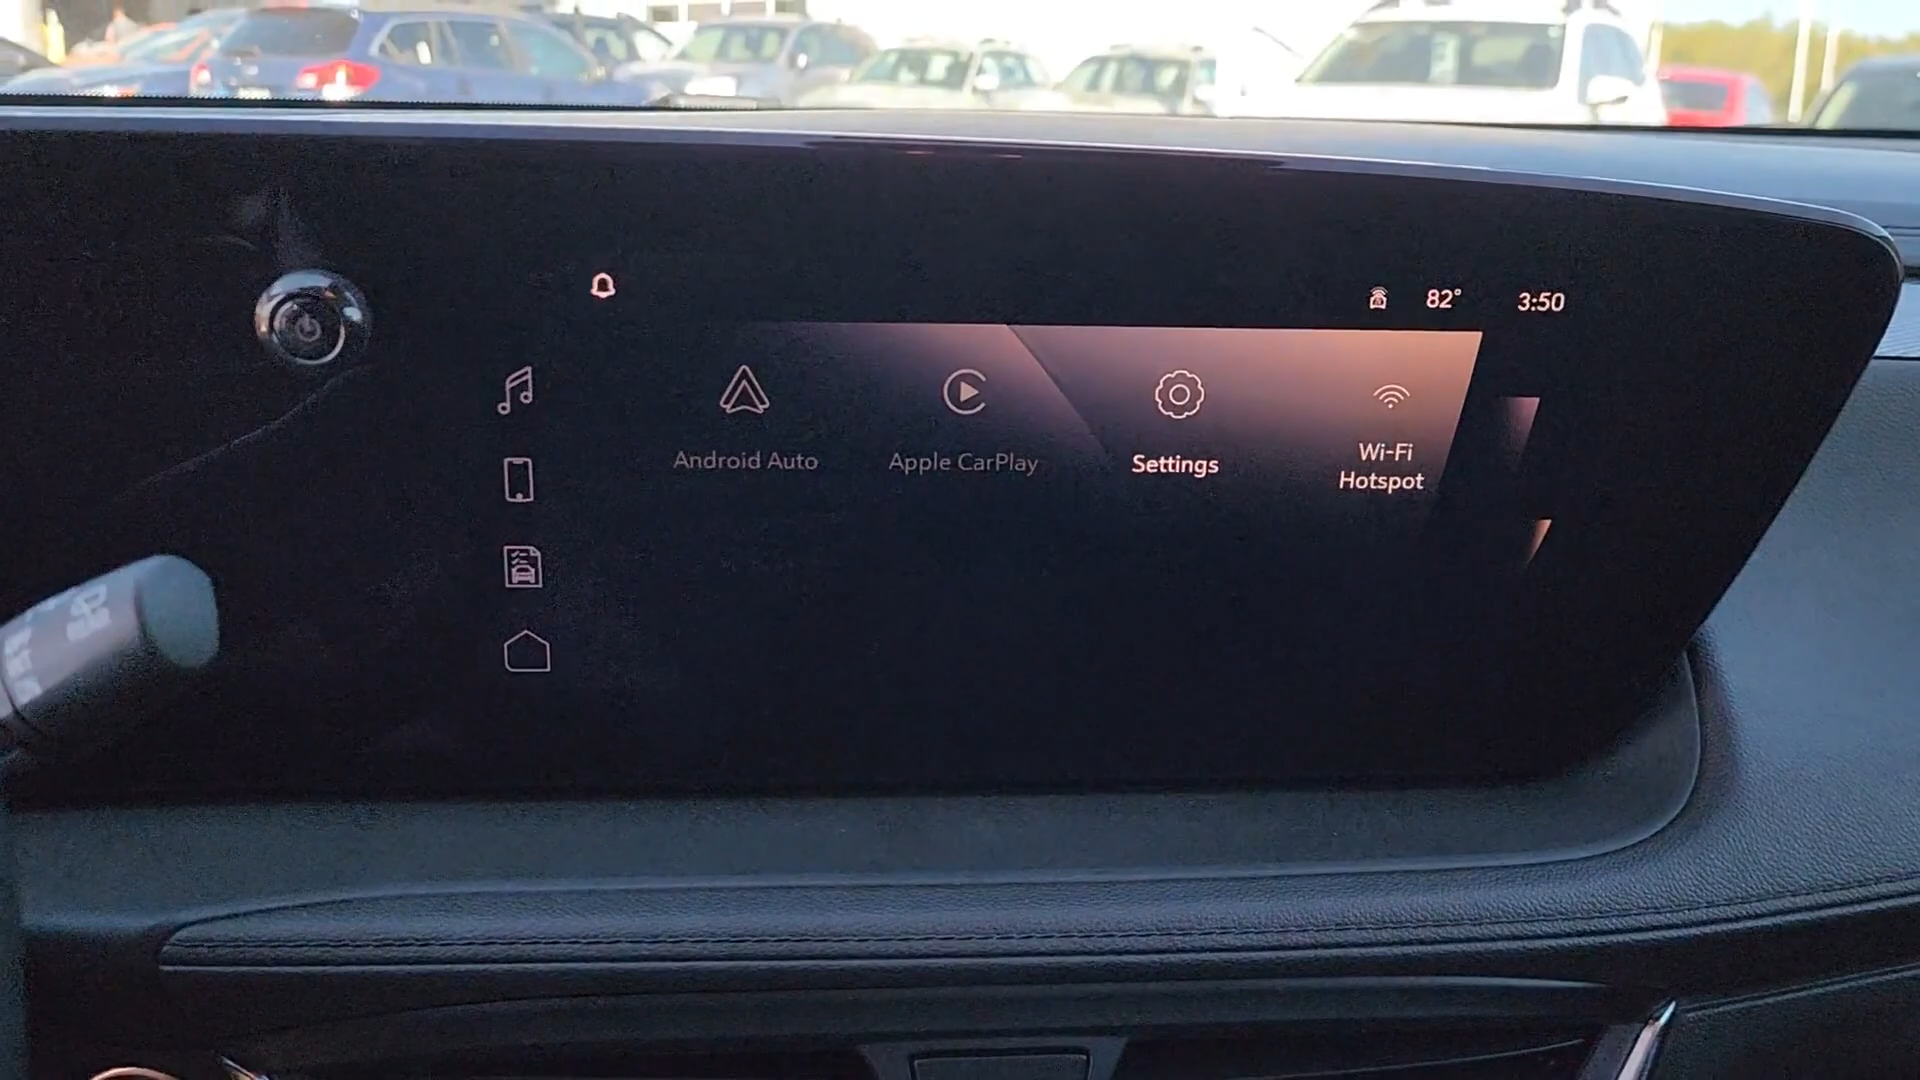 82° 3:50
Android Auto
Apple CarPlay
Settings
Wi-Fi
Hotspot